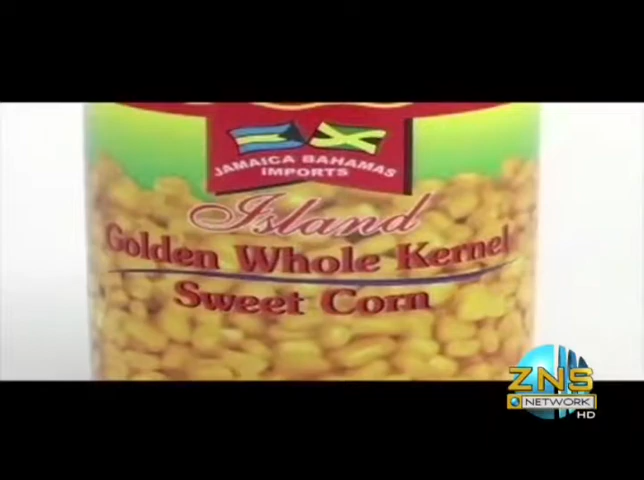 JAMAICA BAHAMAS
IMPORTS
Island
Golden Whole Kernel
Sweet Corn
ZNS
NETWORK
HD